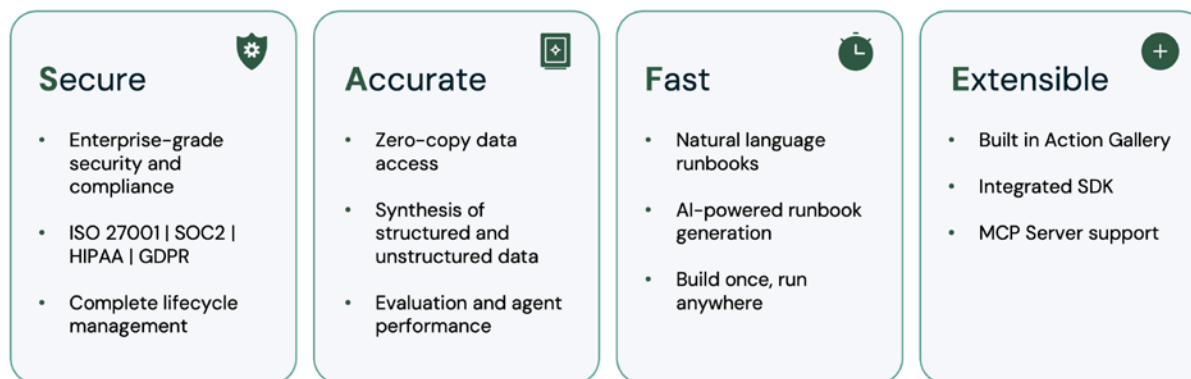 Secure
• Enterprise-grade
security and
compliance
• ISO 27001 | SOC2 |
HIPAA | GDPR
• Complete lifecycle
management
Accurate
• Zero-copy data
access
• Synthesis of
structured and
unstructured data
• Evaluation and agent
performance
Fast
• Natural language
runbooks
• AI-powered runbook
generation
• Build once, run
anywhere
Extensible
• Built in Action Gallery
• Integrated SDK
• MCP Server support